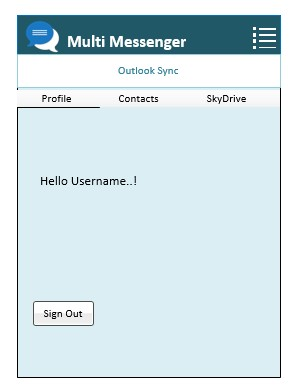 Multi Messenger
Outlook Sync
Profile Contacts SkyDrive
Hello Username..!
Sign Out